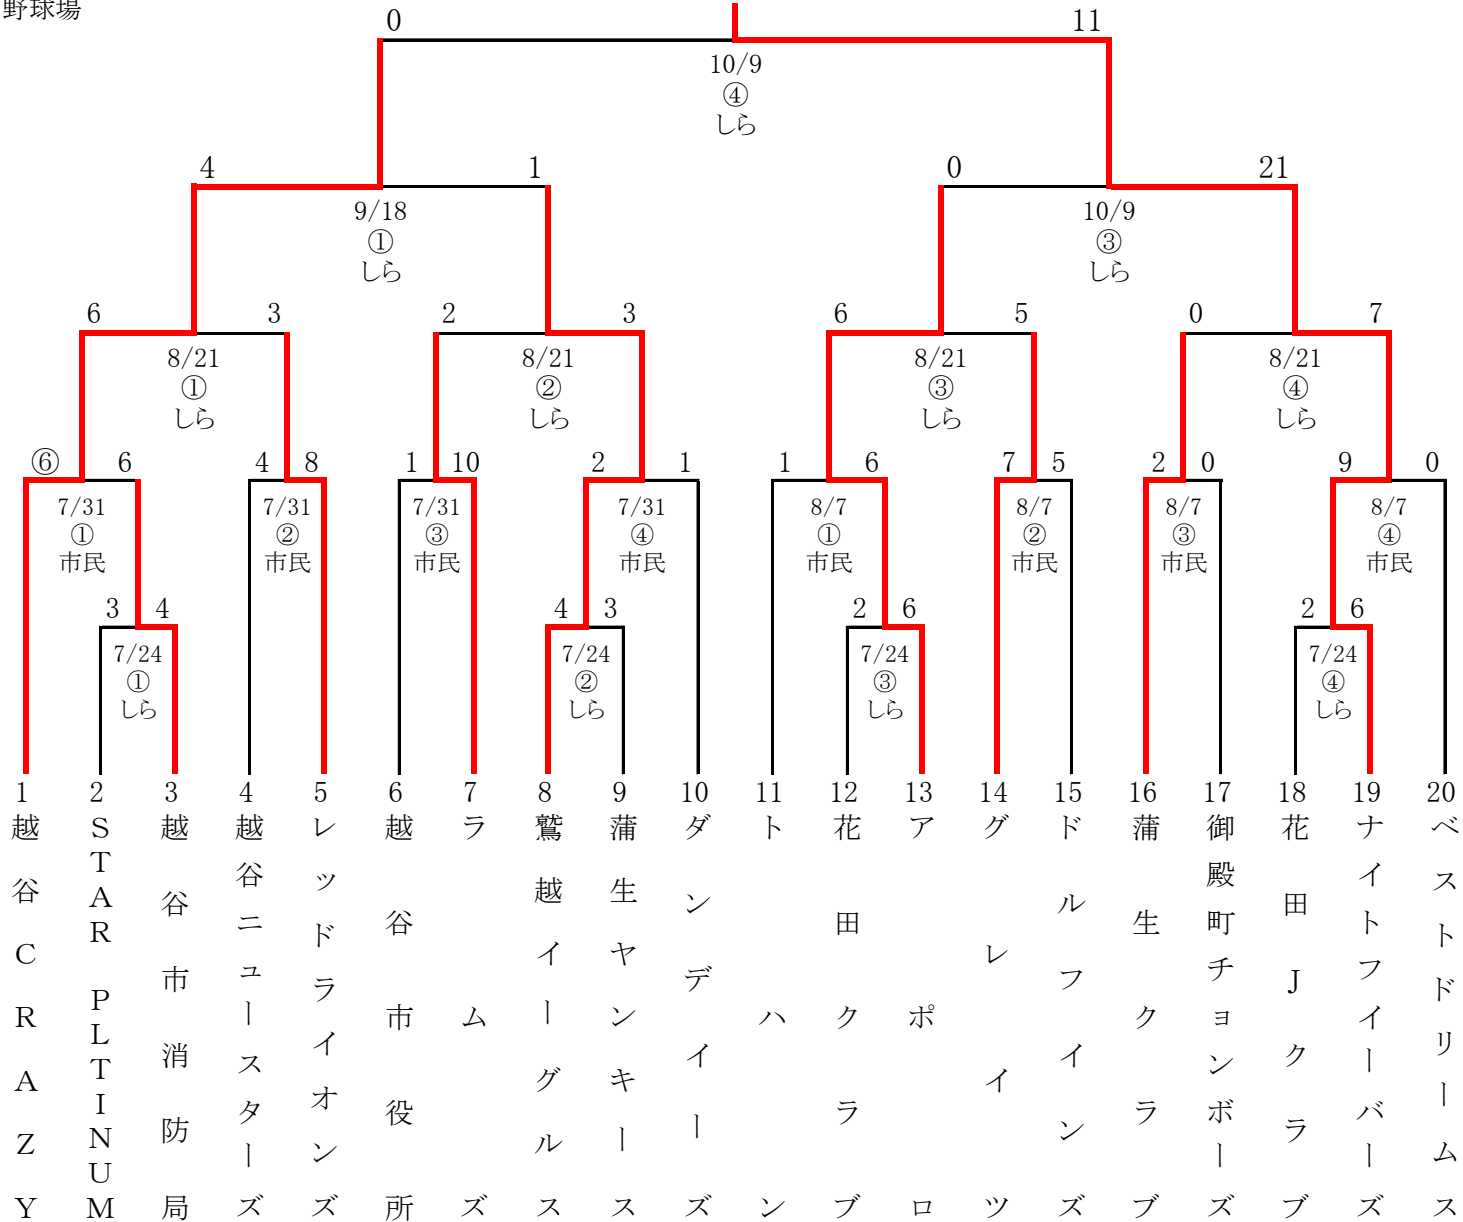 野球場
0 11
10/9
④
しら
4 1 0 21
9/18 10/9
① ③
しら しら
6 3 2 3 6 5 0 7
8/21 8/21 8/21 8/21
① ② ③ ④
しら しら しら しら
⑥ 6 4 8 1 10 2 1 1 6 7 5 2 0 9 0
7/31 7/31 7/31 7/31 8/7 8/7 8/7 8/7
① ② ③ ④ ① ② ③ ④
市民 市民 市民 市民 市民 市民 市民 市民
3 4 4 3 2 6 2 6
7/24 7/24 7/24 7/24
① ② ③ ④
しら しら しら しら
1 2 3 4 5 6 7 8 9 10 11 12 13 14 15 16 17 18 19 20
越谷CRAZY
STAR PLTINUM
越谷市消防局
越谷ニュースターズ
レッドライオンズ
越谷市役所
ラムズ
鷲越イーグルス
蒲生ヤンキース
ダンディーズ
トハン
花田クラブ
アポロ
グレイツ
ドルフィンズ
蒲生クラブ
御殿町チョンボーズ
花田Jクラブ
ナイトフィーバーズ
ベストドリームス